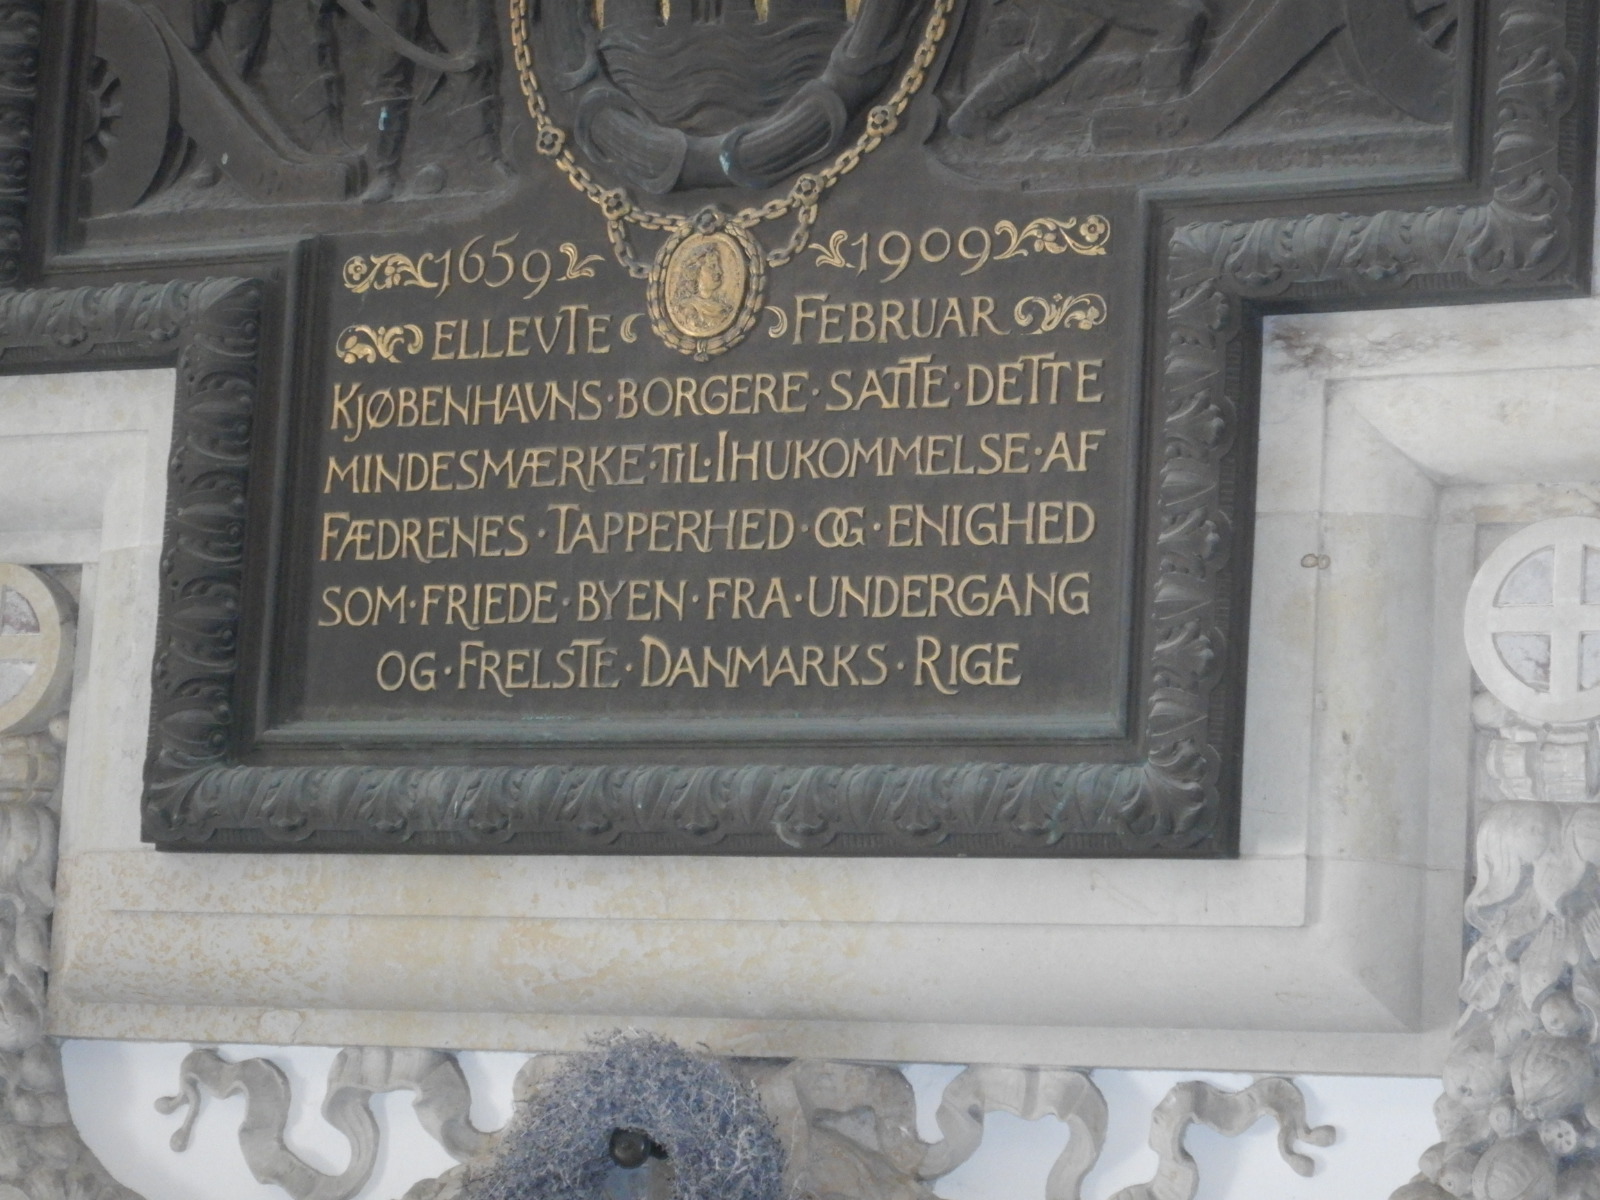 1659 1909
ELLEVTE FEBRUAR
KJØBENHAVNS·BORGERE·SATTE·DETTE
MINDESMÆRKE·TIL·IHUKOMMELSE·AF
FÆDRENES·TAPPERHED·OG·ENIGHED
SOM·FRIEDE·BYEN·FRA·UNDERGANG
OG·FRELSTE·DANMARKS·RIGE